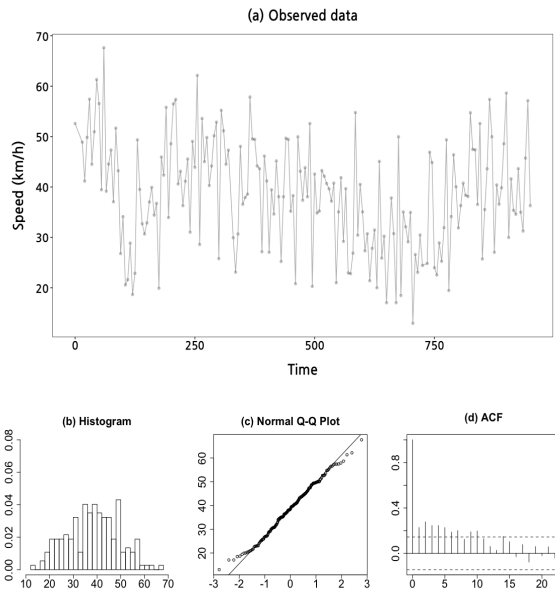 (a) Observed data
Speed (km/h)
70
60
50
40
30
20
0 250 500 750
Time
(b) Histogram
0.00 0.02 0.04 0.06 0.08
10 20 30 40 50 60 70
(c) Normal Q-Q Plot
60
50
40
30
20
-3 -2 -1 0 1 2 3
(d) ACF
0.8
0.4
0.0
0 5 10 15 20